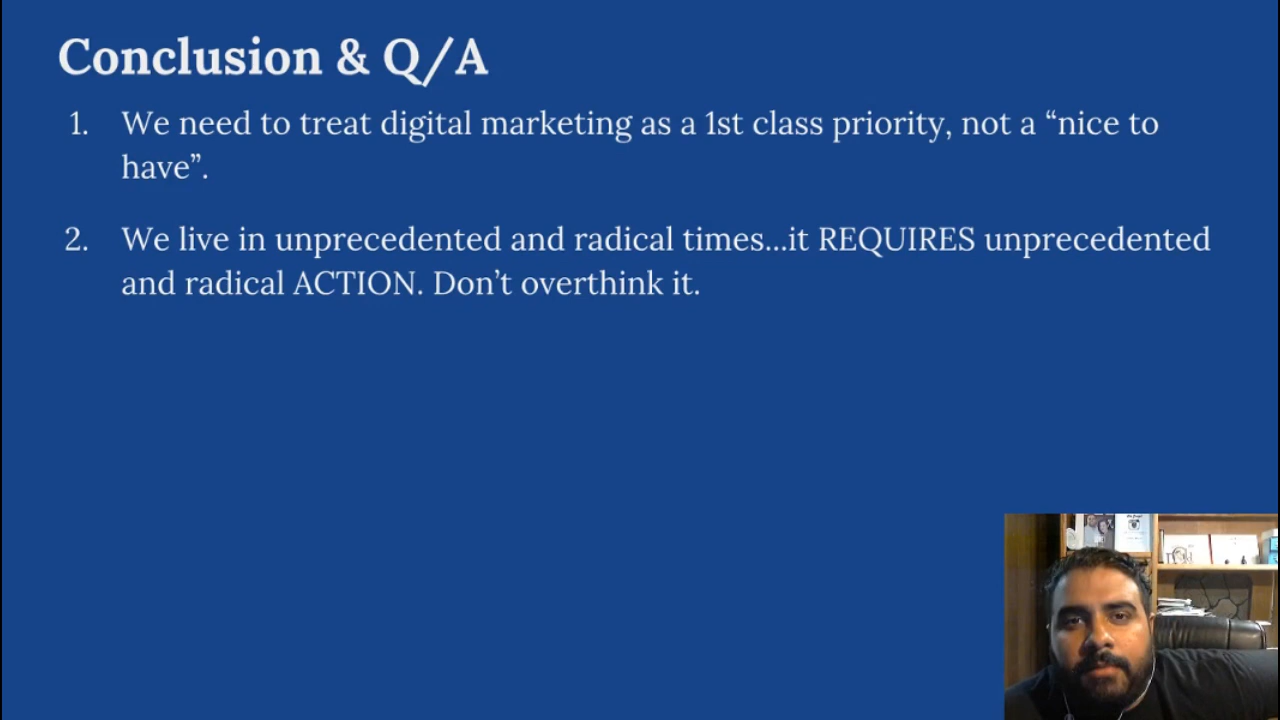 Conclusion & Q/A
1. We need to treat digital marketing as a 1st class priority, not a “nice to
have”.
2. We live in unprecedented and radical times...it REQUIRES unprecedented
and radical ACTION. Don’t overthink it.